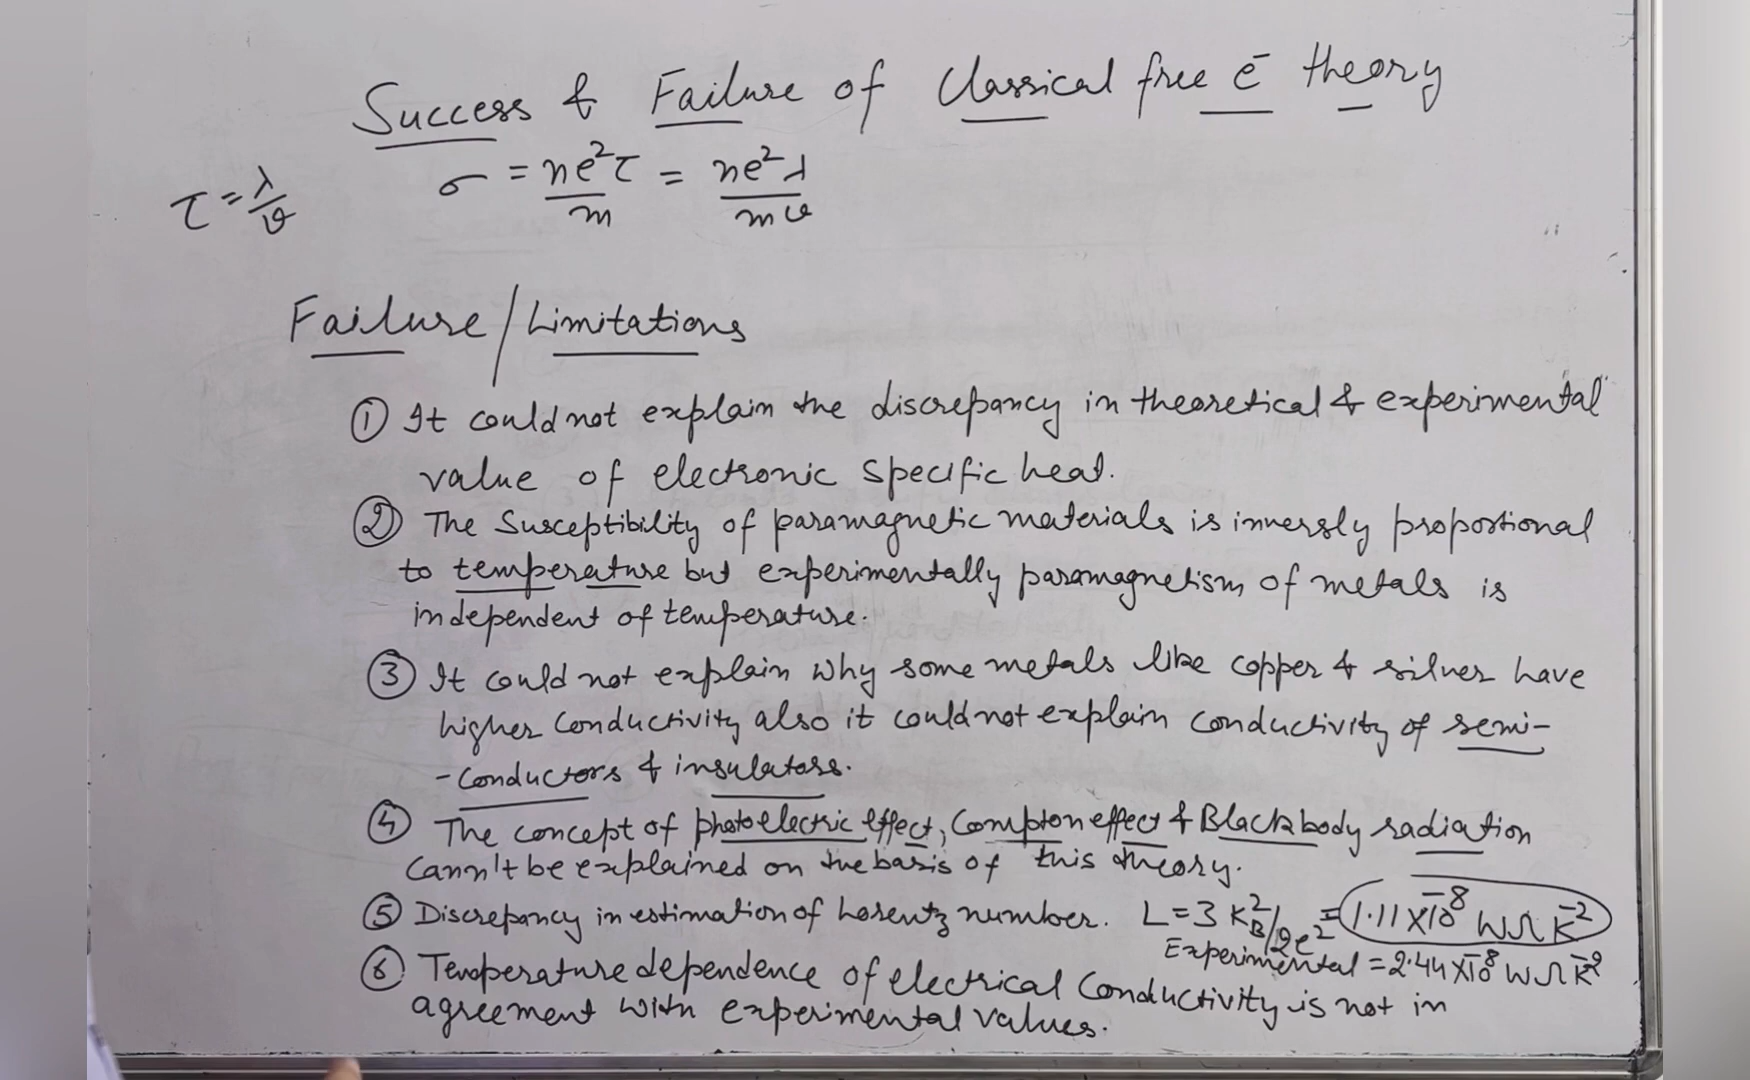 Success & Failure of Classical free e̅ theory
τ = λ/v σ = ne²τ/m = ne²λ/mv
Failure/Limitations
① It could not explain the discrepancy in theoretical & experimental
value of electronic specific heat.
② The Susceptibility of paramagnetic materials is inversly proportional
to temperature but experimentally paramagnetism of metals is
independent of temperature.
③ It could not explain why some metals like copper & silver have
higher conductivity also it could not explain conductivity of semi-
-conductors & insulators.
④ The concept of photoelectric effect, Compton effect & Black body radiation
Cann't be explained on the basis of this theory.
⑤ Discrepancy in estimation of Lorentz number. L = 3 K_B²/2e² = 1.11×10⁻⁸ WΩK⁻²
Experimental = 2.44×10⁻⁸ WΩK⁻²
⑥ Temperature dependence of electrical Conductivity is not in
agreement with experimental values.